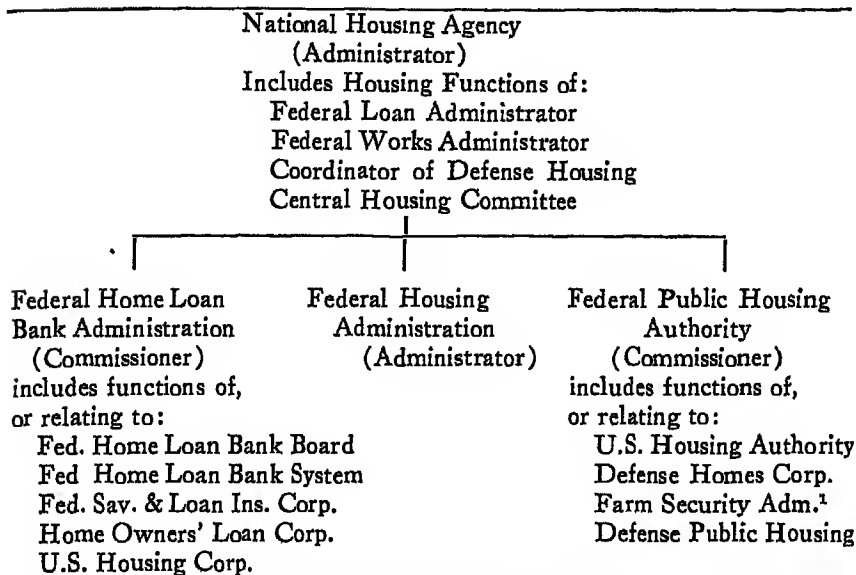 National Housing Agency
(Administrator)
Includes Housing Functions of:
Federal Loan Administrator
Federal Works Administrator
Coordinator of Defense Housing
Central Housing Committee
Federal Home Loan
Bank Administration
(Commissioner)
includes functions of,
or relating to:
Fed. Home Loan Bank Board
Fed Home Loan Bank System
Fed. Sav. & Loan Ins. Corp.
Home Owners' Loan Corp.
U.S. Housing Corp.
Federal Housing
Administration
(Administrator)
Federal Public Housing
Authority
(Commissioner)
includes functions of,
or relating to:
U.S. Housing Authority
Defense Homes Corp.
Farm Security Adm.¹
Defense Public Housing